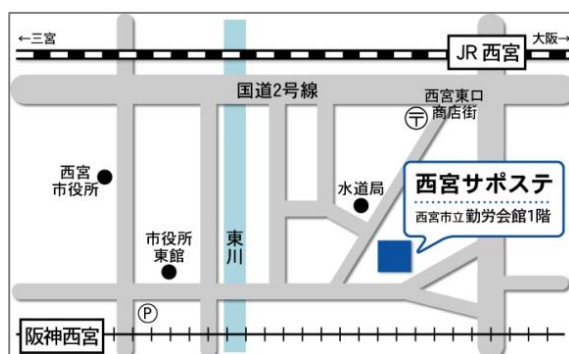 ←三宮
大阪→
JR 西宮
国道2号線
西宮東口
商店街
〒
西宮
市役所
水道局
西宮サポステ
西宮市立勤労会館1階
市役所
東館
東川
P
阪神西宮